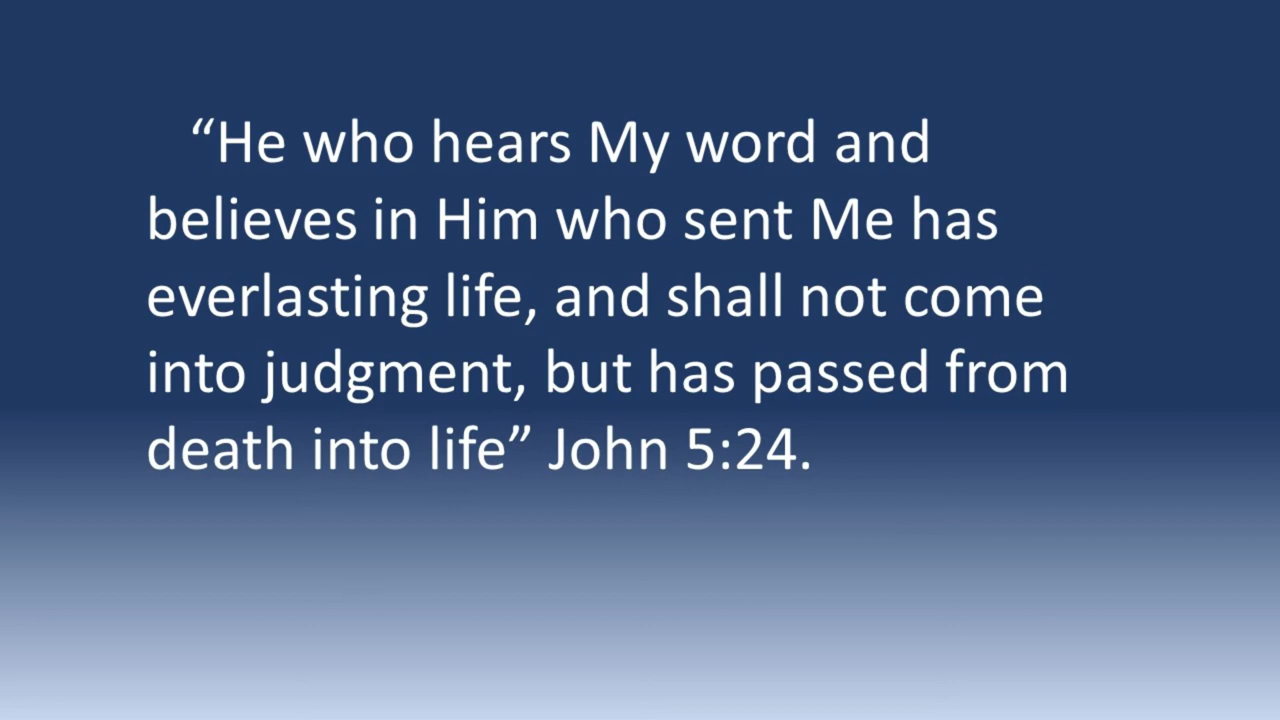 “He who hears My word and
believes in Him who sent Me has
everlasting life, and shall not come
into judgment, but has passed from
death into life” John 5:24.